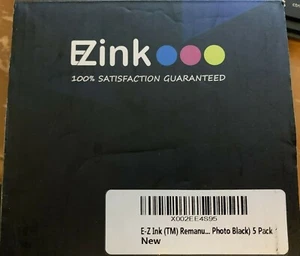 EZink
100% SATISFACTION GUARANTEED
X002EE4S95
E-Z Ink (TM) Remanu... Photo Black) 5 Pack
New